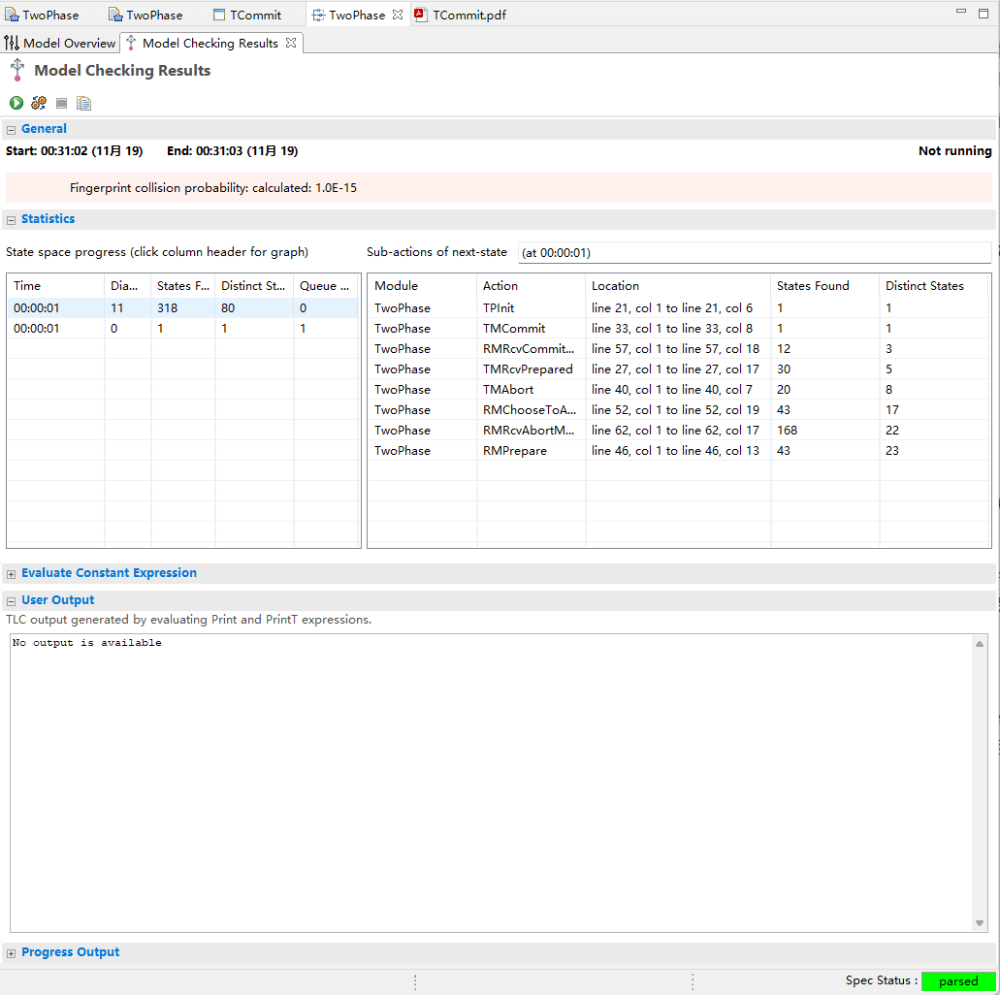 TwoPhase TwoPhase TCommit TwoPhase TCommit.pdf
Model Overview Model Checking Results
Model Checking Results
General
Start: 00:31:02 (11月 19) End: 00:31:03 (11月 19) Not running
Fingerprint collision probability: calculated: 1.0E-15
Statistics
State space progress (click column header for graph) Sub-actions of next-state (at 00:00:01)
Time Dia... States F... Distinct St... Queue ...
00:00:01 11 318 80 0
00:00:01 0 1 1 1
Module Action Location States Found Distinct States
TwoPhase TPInit line 21, col 1 to line 21, col 6 1 1
TwoPhase TMCommit line 33, col 1 to line 33, col 8 1 1
TwoPhase RMRcvCommit... line 57, col 1 to line 57, col 18 12 3
TwoPhase TMRcvPrepared line 27, col 1 to line 27, col 17 30 5
TwoPhase TMAbort line 40, col 1 to line 40, col 7 20 8
TwoPhase RMChooseToA... line 52, col 1 to line 52, col 19 43 17
TwoPhase RMRcvAbortM... line 62, col 1 to line 62, col 17 168 22
TwoPhase RMPrepare line 46, col 1 to line 46, col 13 43 23
Evaluate Constant Expression
User Output
TLC output generated by evaluating Print and PrintT expressions.
No output is available
Progress Output
Spec Status : parsed